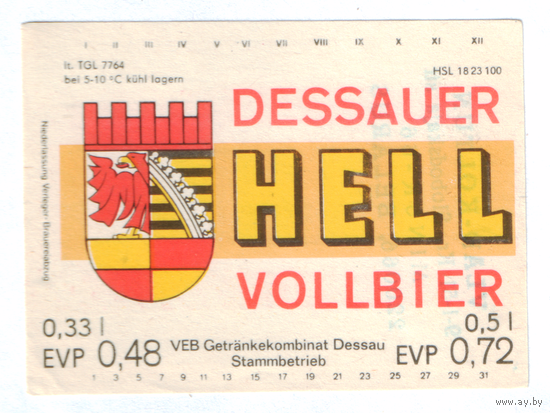 I II III IV V VI VII VIII IX X XI XII
lt. TGL 7764
bei 5-10 °C kühl lagern
HSL 18 23 100
DESSAUER
HELL
VOLLBIER
Niederlassung Verleger Brauereiabzug
0,33 l
EVP 0,48
VEB Getränkekombinat Dessau
Stammbetrieb
0,5 l
EVP 0,72
1 3 5 7 9 11 13 15 17 19 21 23 25 27 29 31
www.ay.by